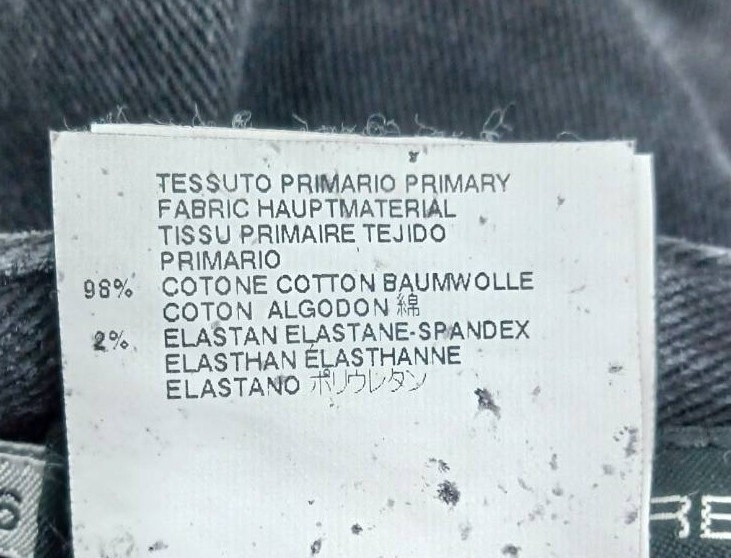 TESSUTO PRIMARIO PRIMARY
FABRIC HAUPTMATERIAL
TISSU PRIMAIRE TEJIDO
PRIMARIO
98% COTONE COTTON BAUMWOLLE
COTON ALGODON 綿
2% ELASTAN ELASTANE-SPANDEX
ELASTHAN ÉLASTHANNE
ELASTANO ポリウレタン